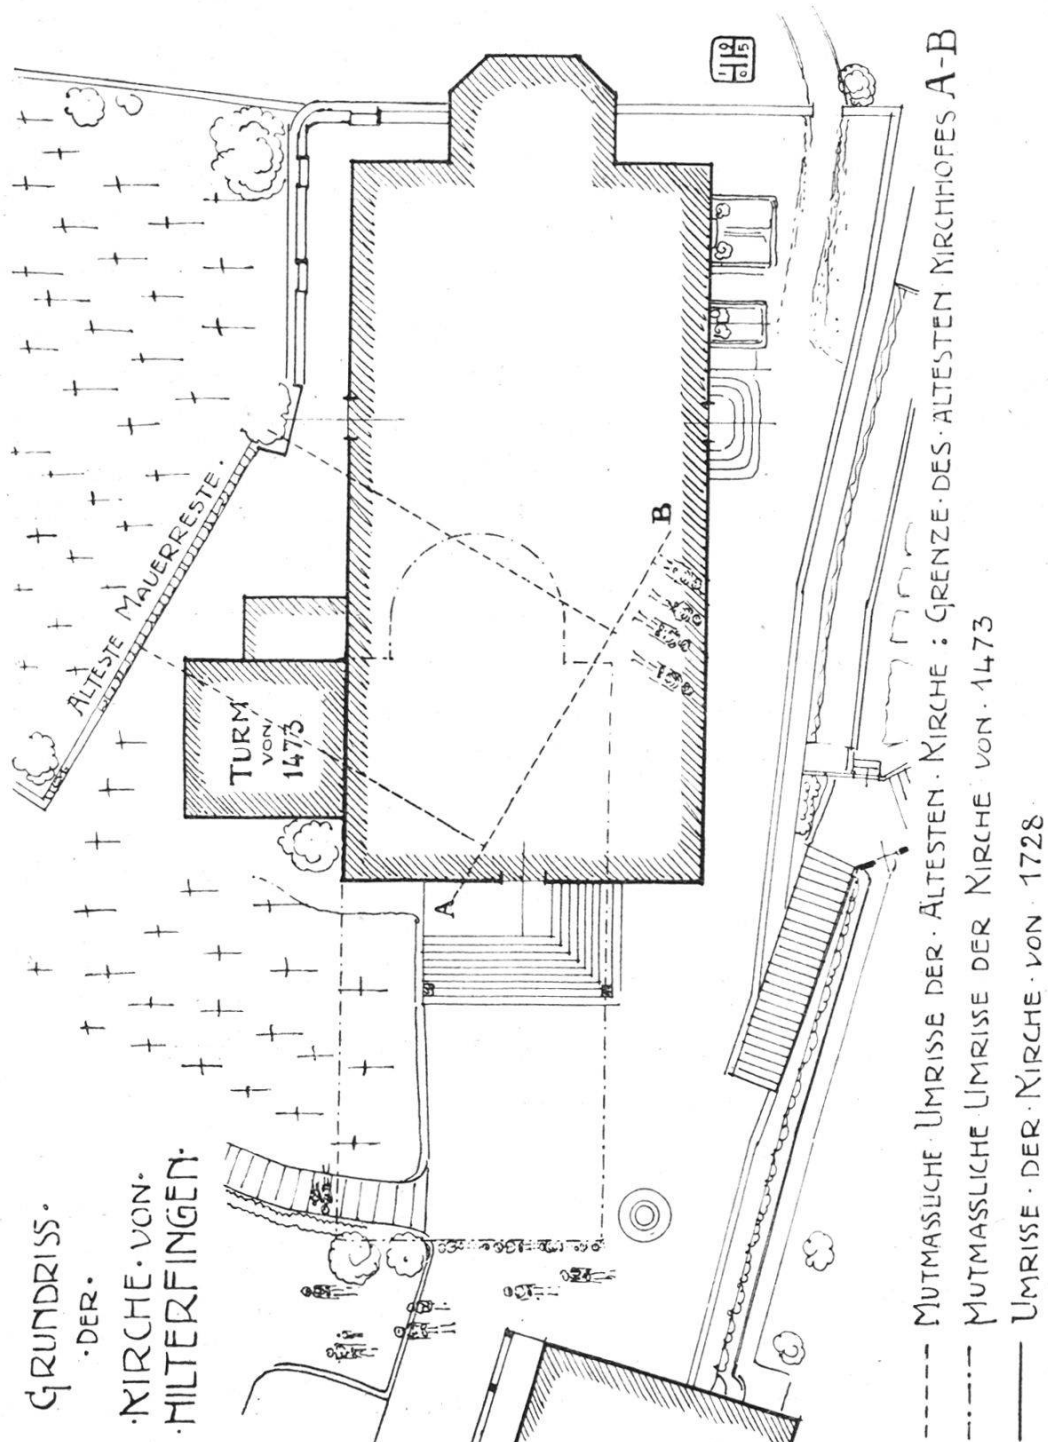 GRUNDRISS·
·DER·
·KIRCHE·VON·
·HILTERFINGEN·
ÄLTESTE MAUERRESTE·
TURM
VON
1473
A
B
MUTMASSLICHE·UMRISSE DER·ÄLTESTEN·KIRCHE : GRENZE·DES·ÄLTESTEN·KIRCHHOFES A-B
MUTMASSLICHE·UMRISSE DER KIRCHE VON·1473
UMRISSE·DER·KIRCHE·VON·1728·